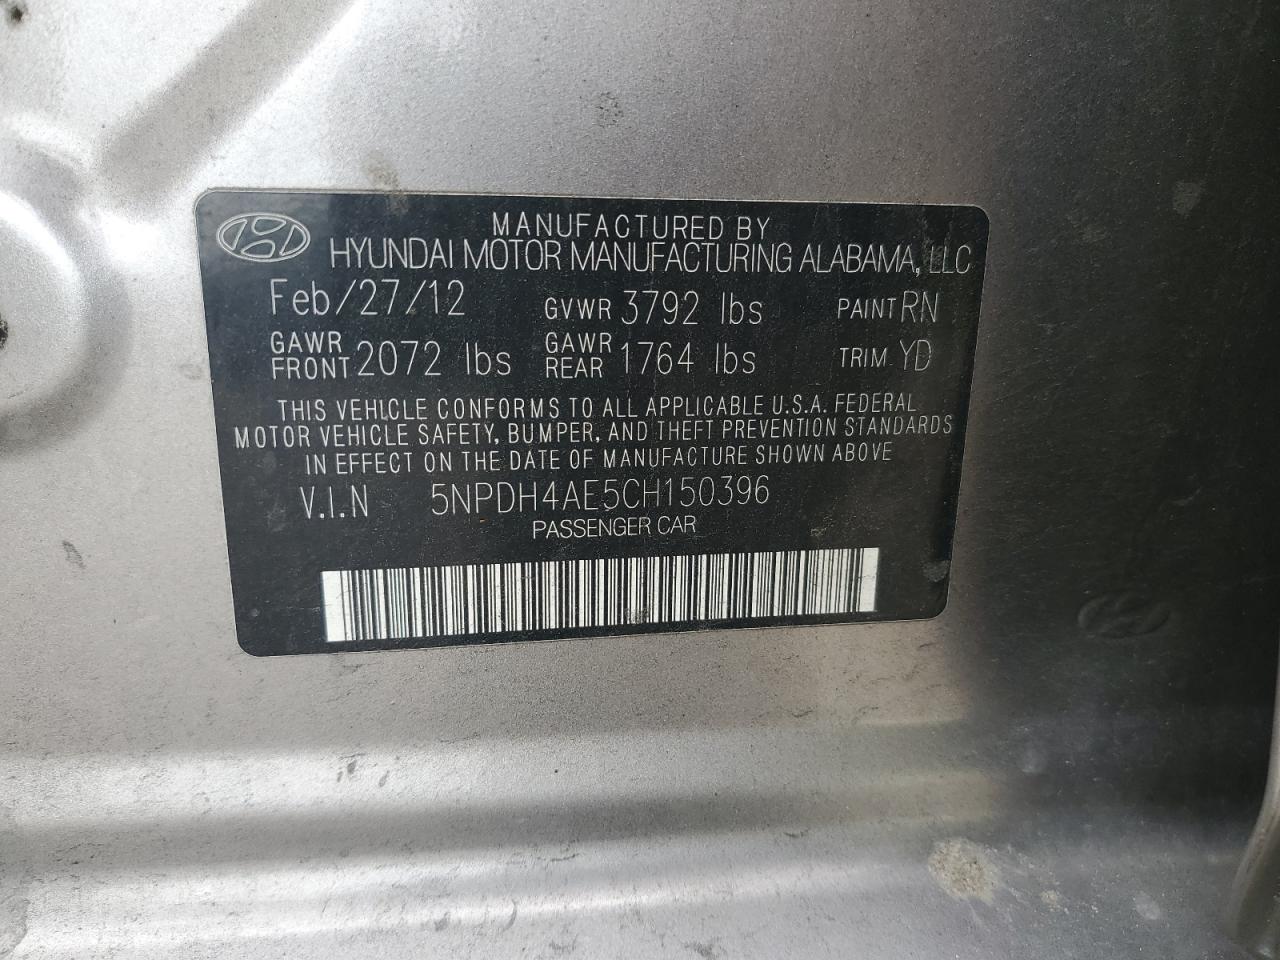 MANUFACTURED BY
HYUNDAI MOTOR MANUFACTURING ALABAMA, LLC
Feb/27/12 GVWR 3792 lbs PAINT RN
GAWR FRONT 2072 lbs GAWR REAR 1764 lbs TRIM YD
THIS VEHICLE CONFORMS TO ALL APPLICABLE U.S.A. FEDERAL
MOTOR VEHICLE SAFETY, BUMPER, AND THEFT PREVENTION STANDARDS
IN EFFECT ON THE DATE OF MANUFACTURE SHOWN ABOVE
V.I.N 5NPDH4AE5CH150396
PASSENGER CAR